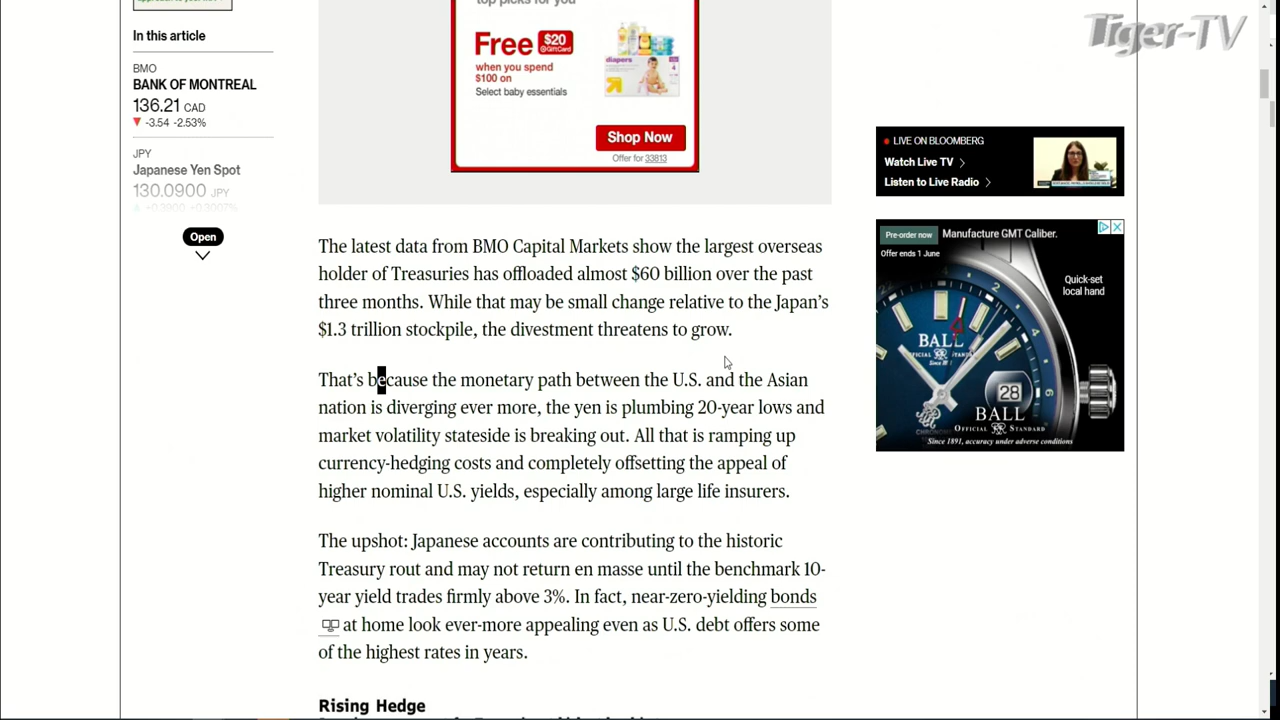 Tiger-TV
In this article
BMO
BANK OF MONTREAL
136.21 CAD
-3.54 -2.53%
JPY
Japanese Yen Spot
130.0900 JPY
+0.3900 +0.3007%
Open
top picks for you
Free $20 GiftCard
when you spend
$100 on
Select baby essentials
diapers
Shop Now
Offer for 33813
The latest data from BMO Capital Markets show the largest overseas
holder of Treasuries has offloaded almost $60 billion over the past
three months. While that may be small change relative to the Japan’s
$1.3 trillion stockpile, the divestment threatens to grow.
That’s because the monetary path between the U.S. and the Asian
nation is diverging ever more, the yen is plumbing 20-year lows and
market volatility stateside is breaking out. All that is ramping up
currency-hedging costs and completely offsetting the appeal of
higher nominal U.S. yields, especially among large life insurers.
The upshot: Japanese accounts are contributing to the historic
Treasury rout and may not return en masse until the benchmark 10-
year yield trades firmly above 3%. In fact, near-zero-yielding bonds
at home look ever-more appealing even as U.S. debt offers some
of the highest rates in years.
Rising Hedge
LIVE ON BLOOMBERG
Watch Live TV
Listen to Live Radio
Pre-order now
Manufacture GMT Caliber.
Offer ends 1 June
Quick-set
local hand
BALL
28
BALL
OFFICIAL STANDARD
Since 1891, accuracy under adverse conditions